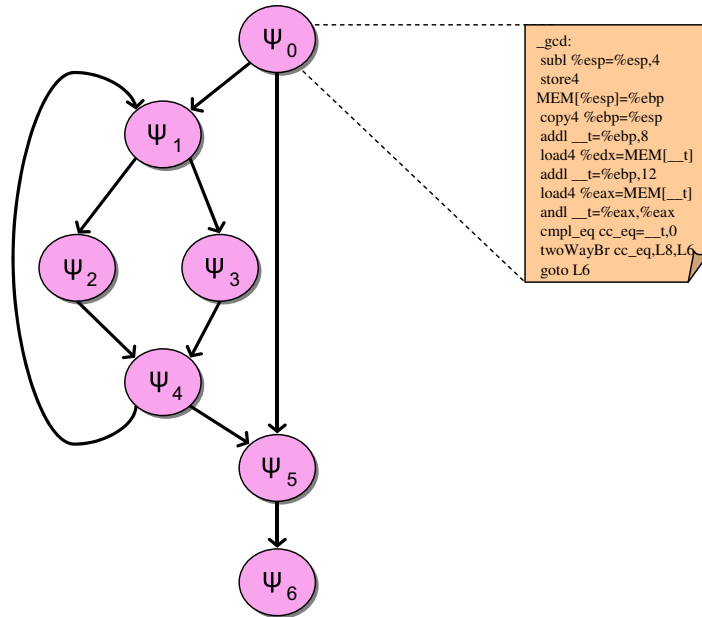 Ψ0
Ψ1
Ψ2
Ψ3
Ψ4
Ψ5
Ψ6
_gcd:
subl %esp=%esp,4
store4
MEM[%esp]=%ebp
copy4 %ebp=%esp
addl __t=%ebp,8
load4 %edx=MEM[__t]
addl __t=%ebp,12
load4 %eax=MEM[__t]
andl __t=%eax,%eax
cmpl_eq cc_eq=__t,0
twoWayBr cc_eq,L8,L6
goto L6